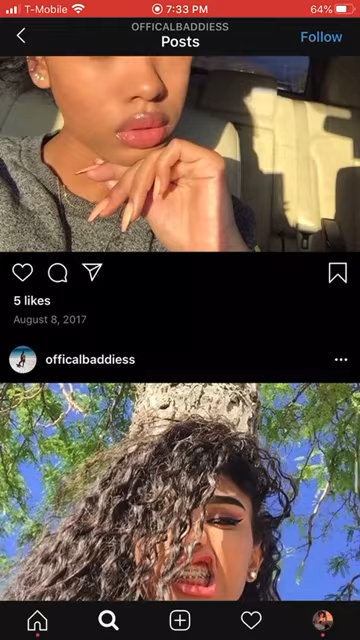 T-Mobile 7:33 PM 64%
OFFICALBADDIESS
Posts
Follow
5 likes
August 8, 2017
officalbaddiess